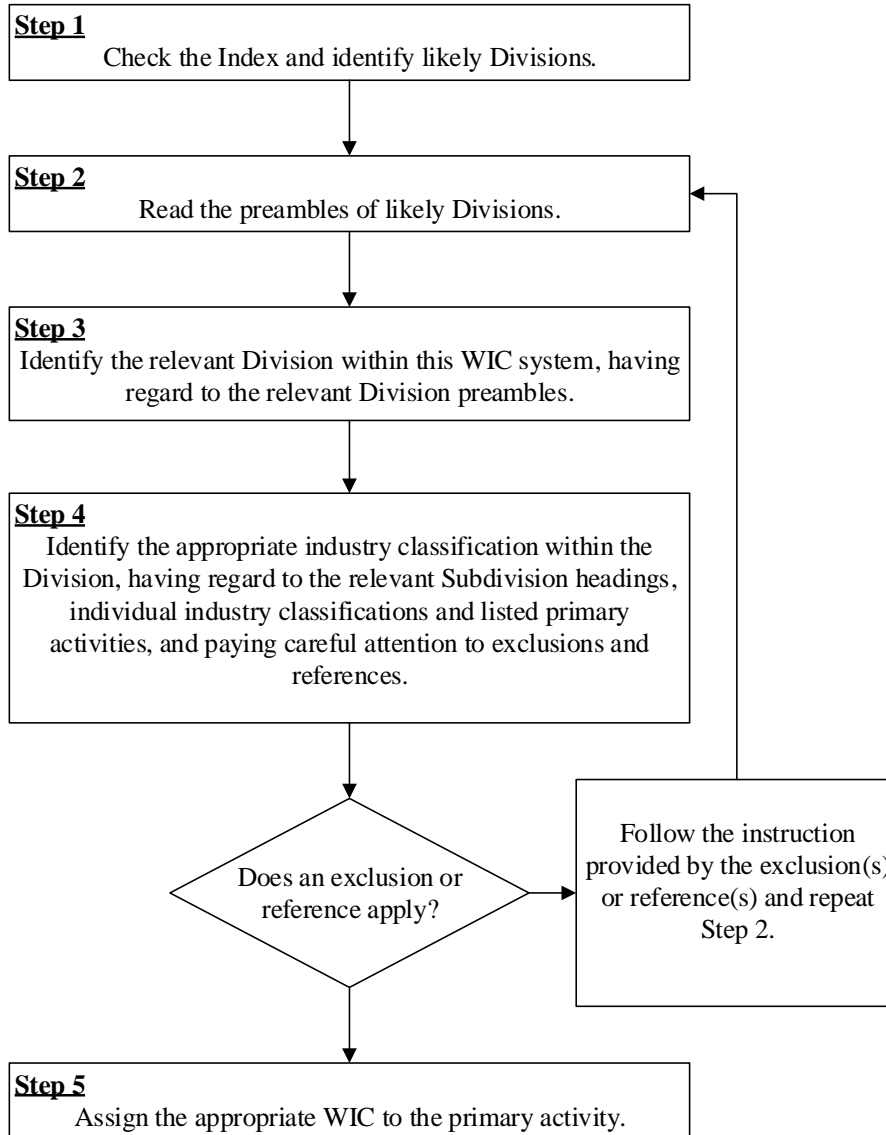 Step 1
Check the Index and identify likely Divisions.
Step 2
Read the preambles of likely Divisions.
Step 3
Identify the relevant Division within this WIC system, having
regard to the relevant Division preambles.
Step 4
Identify the appropriate industry classification within the
Division, having regard to the relevant Subdivision headings,
individual industry classifications and listed primary
activities, and paying careful attention to exclusions and
references.
Does an exclusion or
reference apply?
Follow the instruction
provided by the exclusion(s)
or reference(s) and repeat
Step 2.
Step 5
Assign the appropriate WIC to the primary activity.